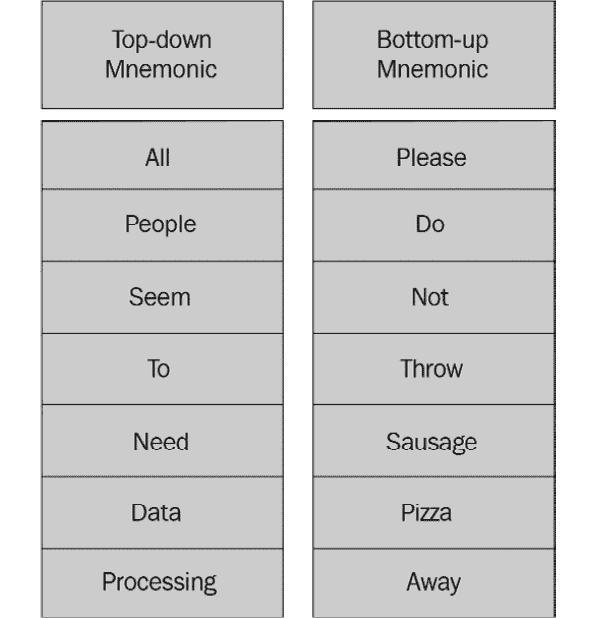 Top-down
Mnemonic
Bottom-up
Mnemonic
All
Please
People
Do
Seem
Not
To
Throw
Need
Sausage
Data
Pizza
Processing
Away